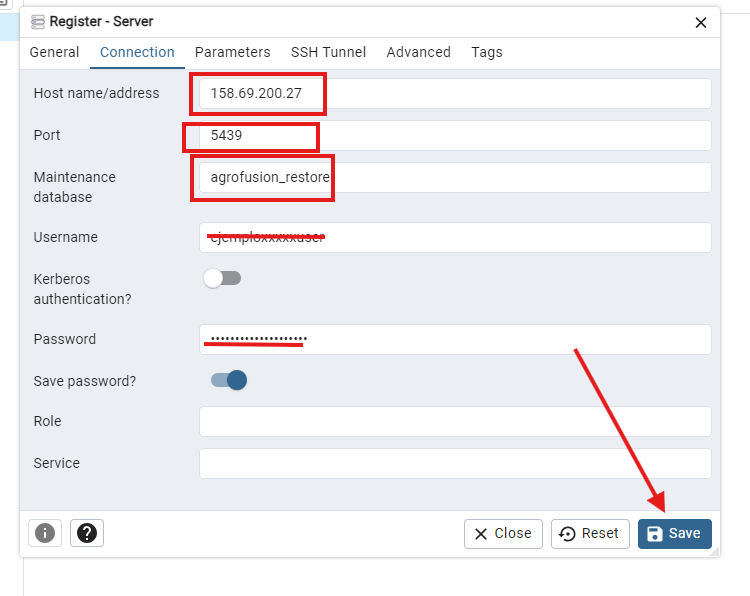 Register - Server
General Connection Parameters SSH Tunnel Advanced Tags
Host name/address 158.69.200.27
Port 5439
Maintenance agrofusion_restore
database
Username
Kerberos
authentication?
Password ••••••••••••••••••••
Save password?
Role
Service
Close Reset Save